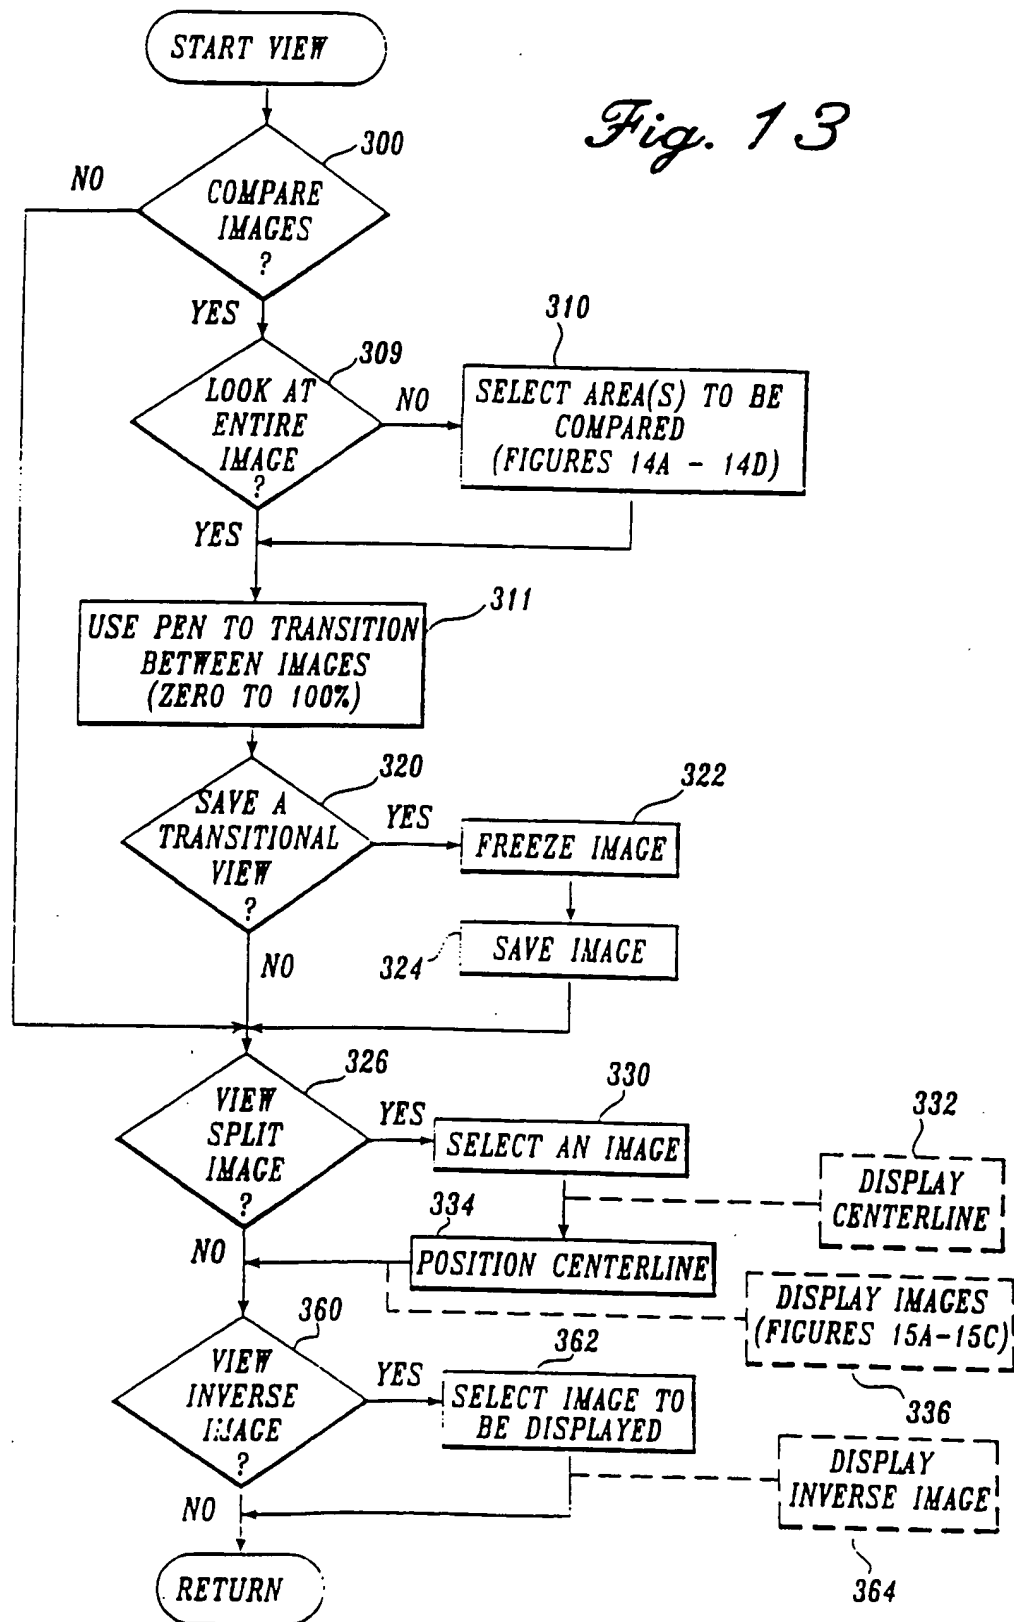 START VIEW
Fig. 13
300
NO
COMPARE
IMAGES
?
YES
310
309
LOOK AT
ENTIRE
IMAGE
?
NO
SELECT AREA(S) TO BE
COMPARED
(FIGURES 14A - 14D)
YES
311
USE PEN TO TRANSITION
BETWEEN IMAGES
(ZERO TO 100%)
320
SAVE A
TRANSITIONAL
VIEW
?
YES
322
FREEZE IMAGE
324
SAVE IMAGE
NO
326
VIEW
SPLIT
IMAGE
?
YES
330
SELECT AN IMAGE
332
DISPLAY
CENTERLINE
334
NO
POSITION CENTERLINE
DISPLAY IMAGES
(FIGURES 15A-15C)
336
360
VIEW
INVERSE
IMAGE
?
YES
362
SELECT IMAGE TO
BE DISPLAYED
DISPLAY
INVERSE IMAGE
364
NO
RETURN